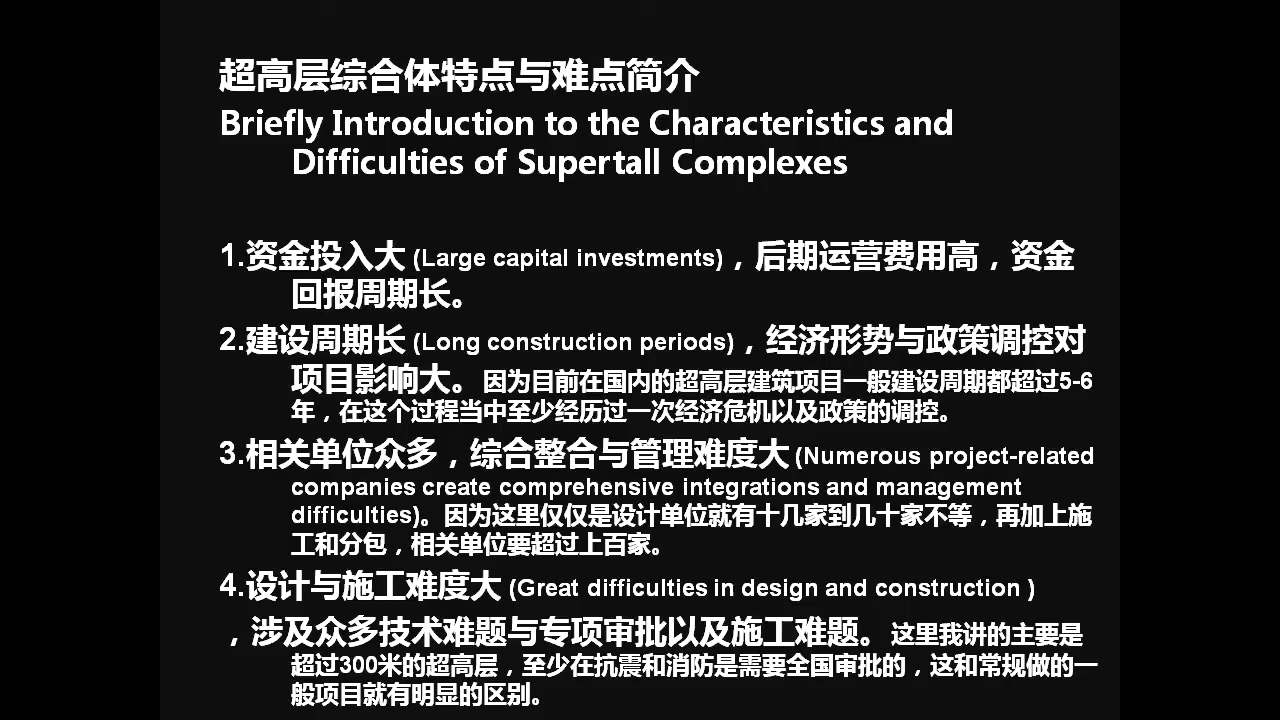 超高层综合体特点与难点简介
Briefly Introduction to the Characteristics and
Difficulties of Supertall Complexes
1.资金投入大 (Large capital investments)，后期运营费用高，资金
回报周期长。
2.建设周期长 (Long construction periods)，经济形势与政策调控对
项目影响大。因为目前在国内的超高层建筑项目一般建设周期都超过5-6
年，在这个过程当中至少经历过一次经济危机以及政策的调控。
3.相关单位众多，综合整合与管理难度大 (Numerous project-related
companies create comprehensive integrations and management
difficulties)。因为这里仅仅是设计单位就有十几家到几十家不等，再加上施
工和分包，相关单位要超过上百家。
4.设计与施工难度大 (Great difficulties in design and construction )
，涉及众多技术难题与专项审批以及施工难题。这里我讲的主要是
超过300米的超高层，至少在抗震和消防是需要全国审批的，这和常规做的一
般项目就有明显的区别。